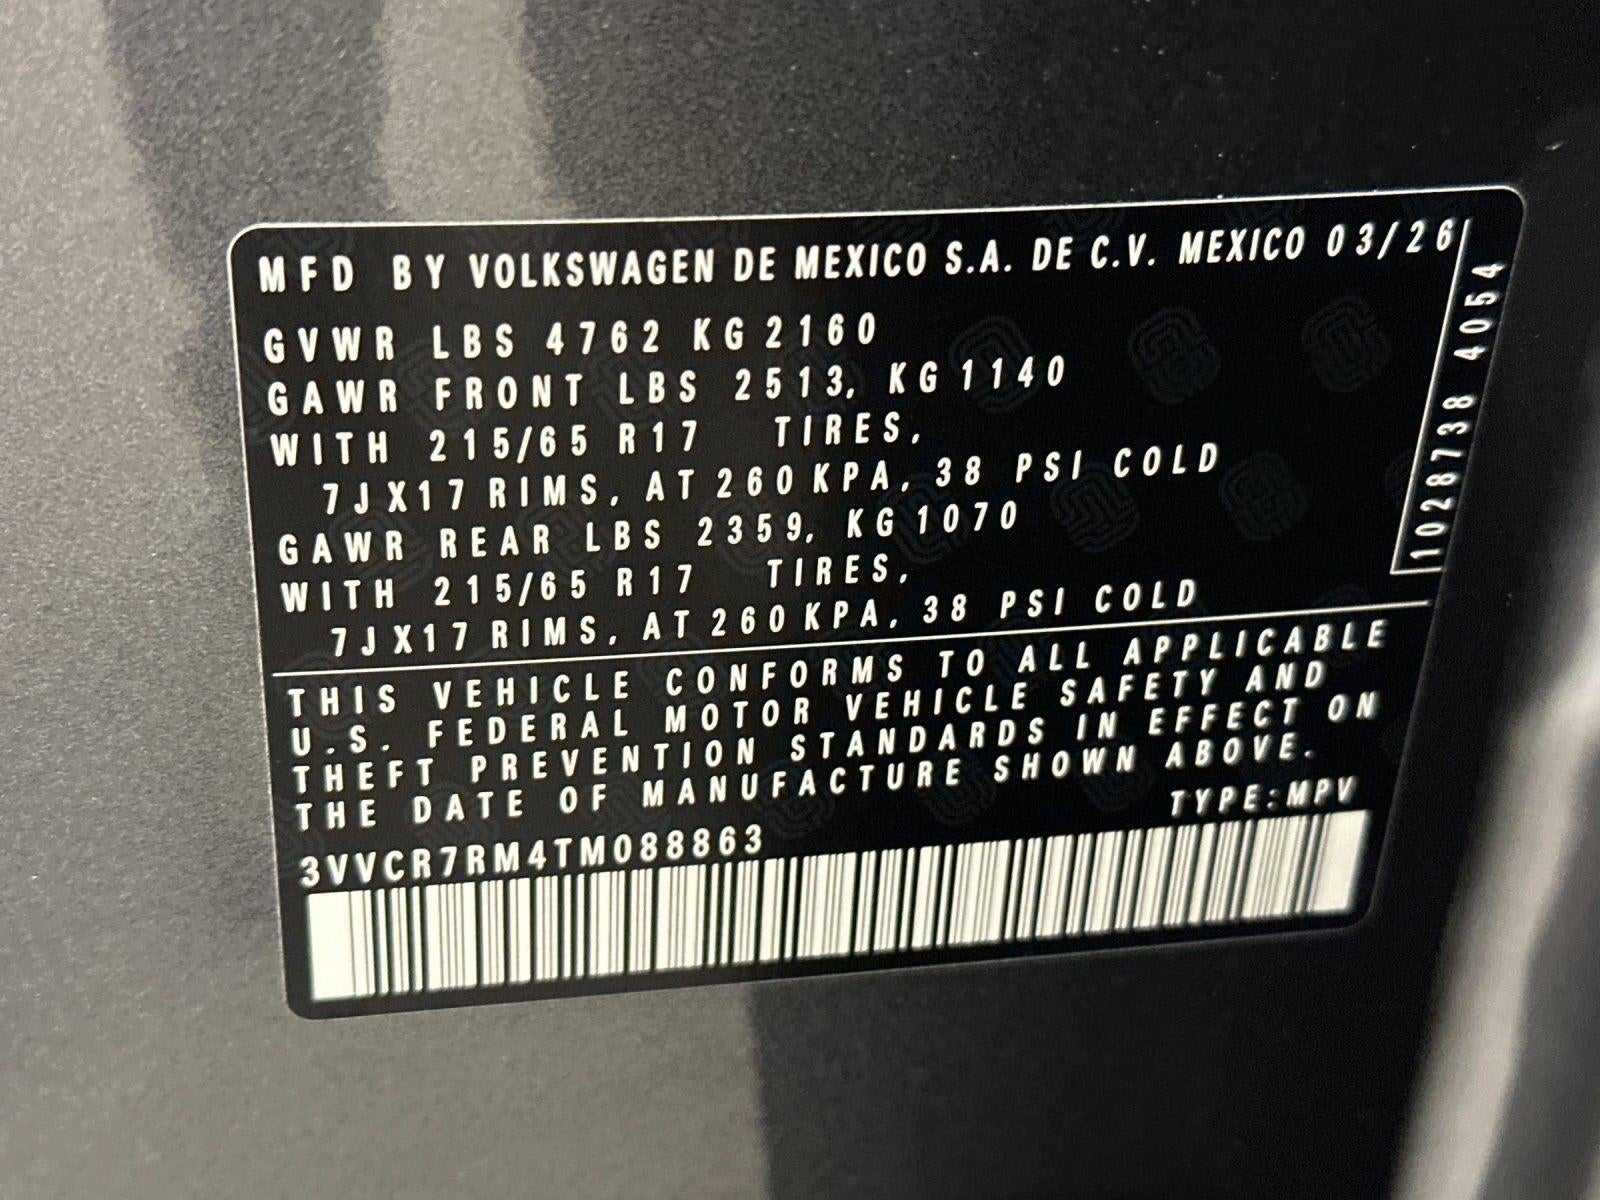 MFD BY VOLKSWAGEN DE MEXICO S.A. DE C.V. MEXICO 03/26
GVWR LBS 4762 KG 2160
GAWR FRONT LBS 2513, KG 1140
WITH 215/65 R17 TIRES,
7JX17 RIMS, AT 260 KPA, 38 PSI COLD
GAWR REAR LBS 2359, KG 1070
WITH 215/65 R17 TIRES,
7JX17 RIMS, AT 260 KPA, 38 PSI COLD
1028738 4054
THIS VEHICLE CONFORMS TO ALL APPLICABLE
U.S. FEDERAL MOTOR VEHICLE SAFETY AND
THEFT PREVENTION STANDARDS IN EFFECT ON
THE DATE OF MANUFACTURE SHOWN ABOVE.
TYPE:MPV
3VVCR7RM4TM088863